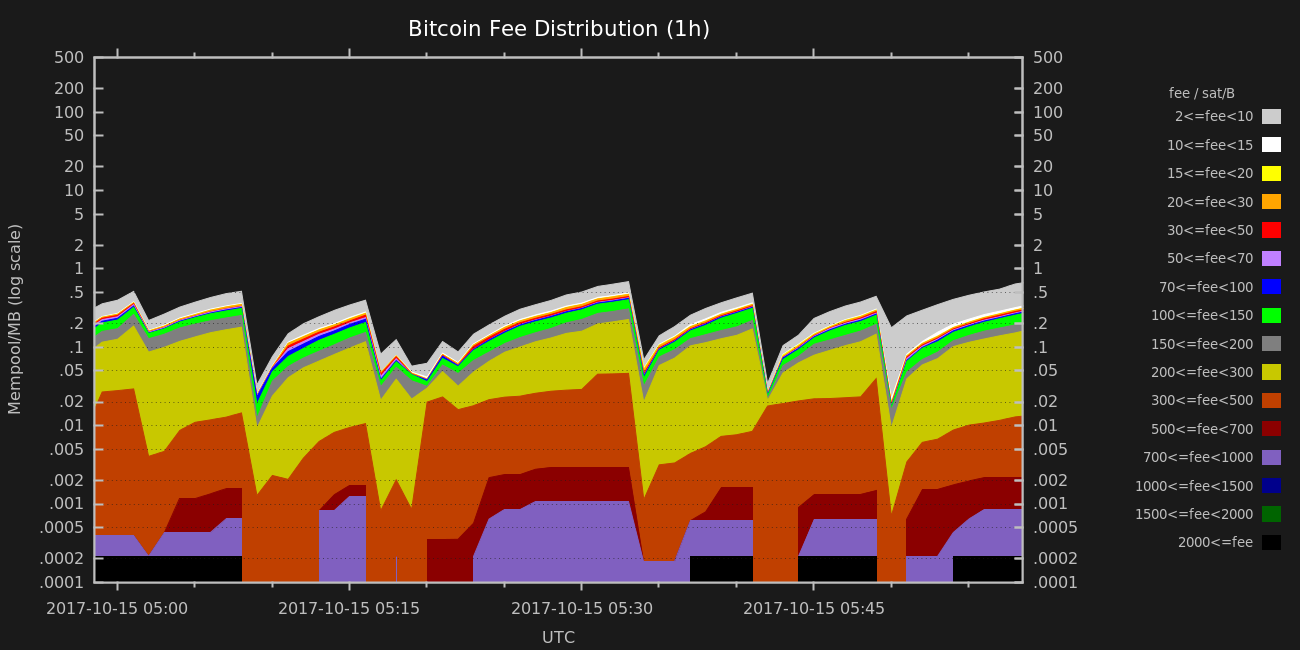 Bitcoin Fee Distribution (1h)
Mempool/MB (log scale)
500 500
200 200
100 100
50 50
20 20
10 10
5 5
2 2
1 1
.5 .5
.2 .2
.1 .1
.05 .05
.02 .02
.01 .01
.005 .005
.002 .002
.001 .001
.0005 .0005
.0002 .0002
.0001 .0001
2017-10-15 05:00 2017-10-15 05:15 2017-10-15 05:30 2017-10-15 05:45
UTC
fee / sat/B
2<=fee<10
10<=fee<15
15<=fee<20
20<=fee<30
30<=fee<50
50<=fee<70
70<=fee<100
100<=fee<150
150<=fee<200
200<=fee<300
300<=fee<500
500<=fee<700
700<=fee<1000
1000<=fee<1500
1500<=fee<2000
2000<=fee